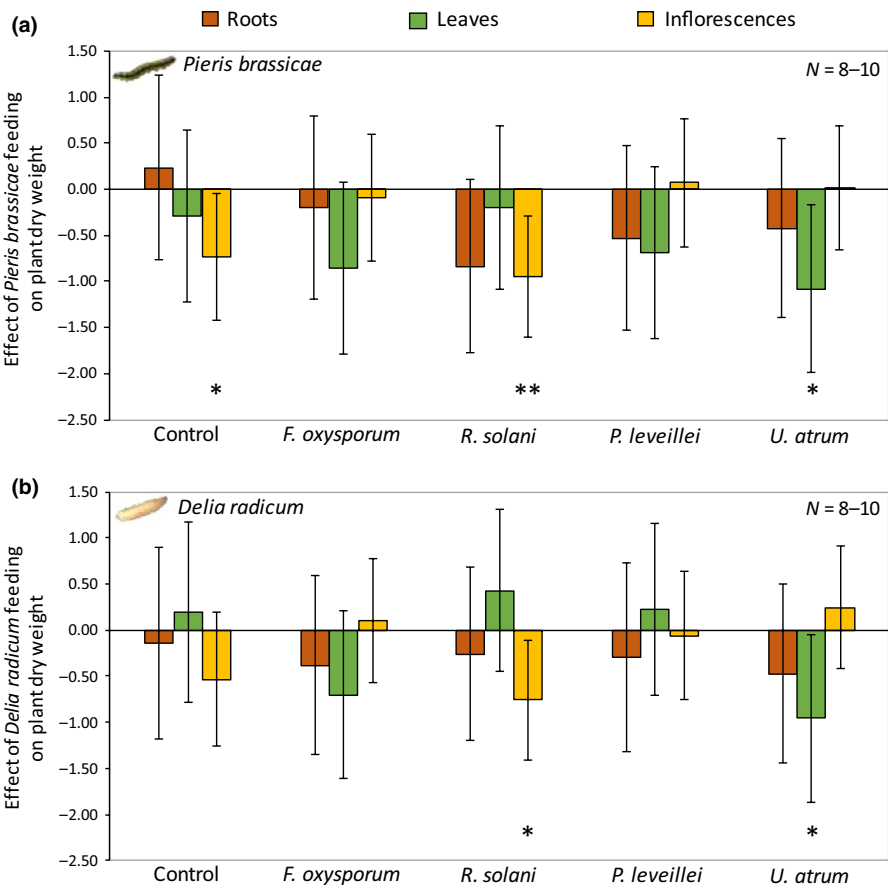 Roots Leaves Inflorescences
(a)
Pieris brassicae
N = 8–10
Effect of Pieris brassicae feeding
on plant dry weight
1.50
1.00
0.50
0.00
–0.50
–1.00
–1.50
–2.00
–2.50
* ** *
Control F. oxysporum R. solani P. leveillei U. atrum
(b)
Delia radicum
N = 8–10
Effect of Delia radicum feeding
on plant dry weight
1.50
1.00
0.50
0.00
–0.50
–1.00
–1.50
–2.00
–2.50
* *
Control F. oxysporum R. solani P. leveillei U. atrum